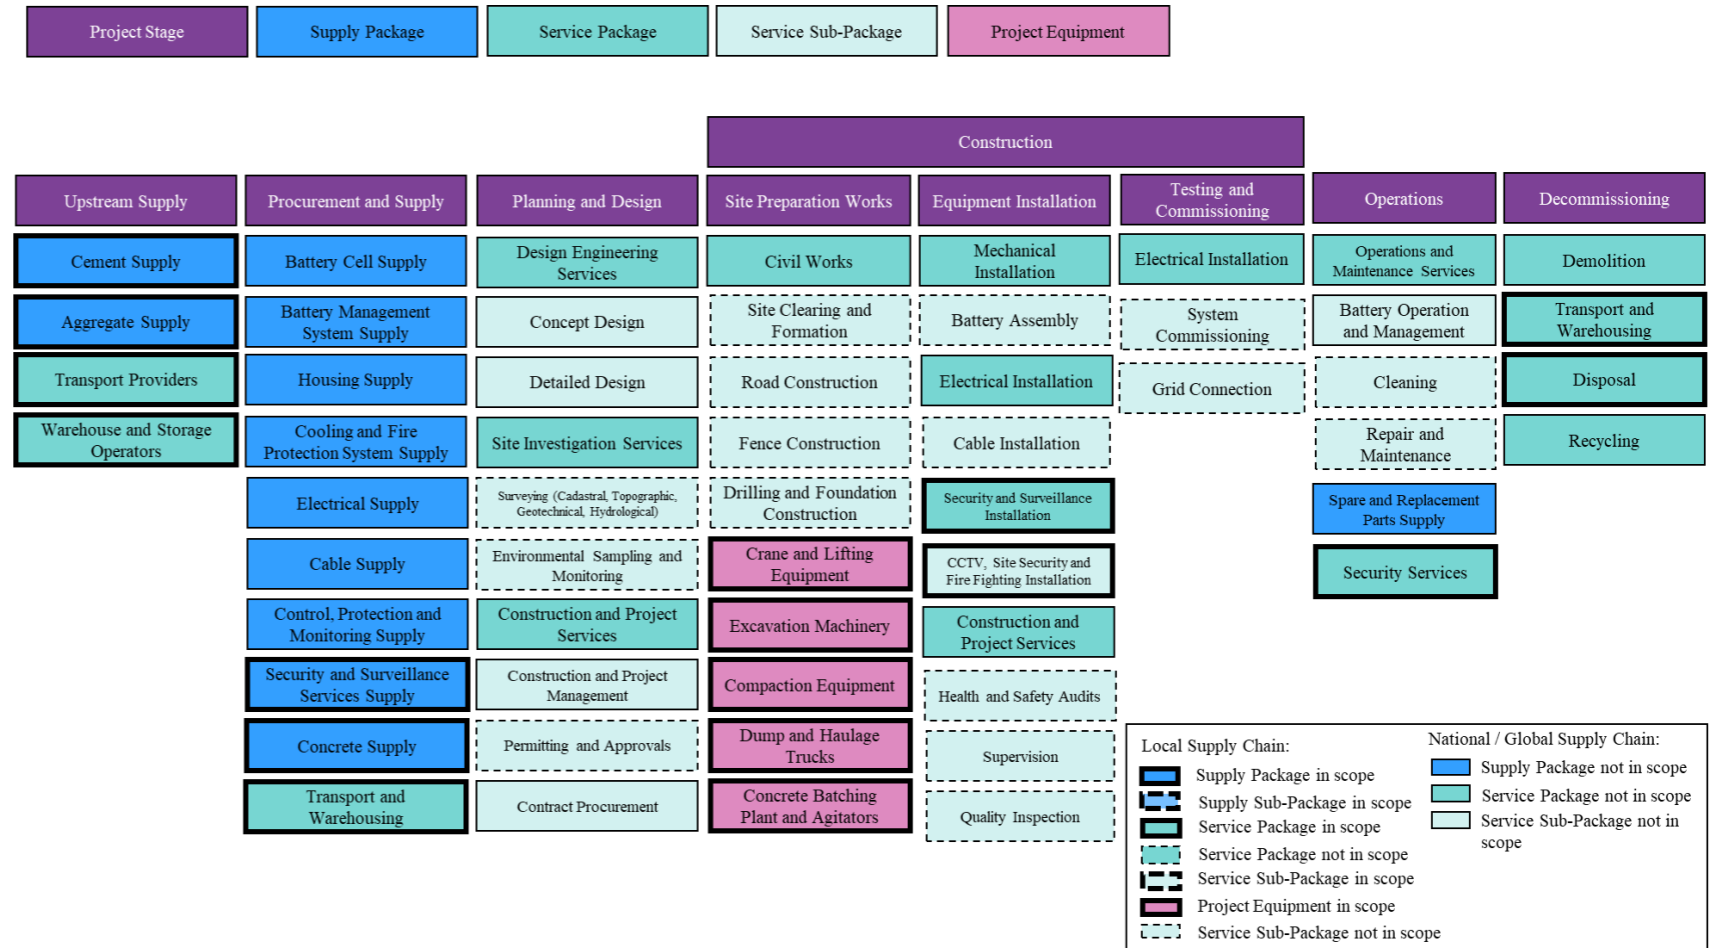 Project Stage
Supply Package
Service Package
Service Sub-Package
Project Equipment
Construction
Upstream Supply
Procurement and Supply
Planning and Design
Site Preparation Works
Equipment Installation
Testing and
Commissioning
Operations
Decommissioning
Cement Supply
Aggregate Supply
Transport Providers
Warehouse and Storage
Operators
Battery Cell Supply
Battery Management
System Supply
Housing Supply
Cooling and Fire
Protection System Supply
Electrical Supply
Cable Supply
Control, Protection and
Monitoring Supply
Security and Surveillance
Services Supply
Concrete Supply
Transport and
Warehousing
Design Engineering
Services
Concept Design
Detailed Design
Site Investigation Services
Surveying (Cadastral, Topographic,
Geotechnical, Hydrological)
Environmental Sampling and
Monitoring
Construction and Project
Services
Construction and Project
Management
Permitting and Approvals
Contract Procurement
Civil Works
Site Clearing and
Formation
Road Construction
Fence Construction
Drilling and Foundation
Construction
Crane and Lifting
Equipment
Excavation Machinery
Compaction Equipment
Dump and Haulage
Trucks
Concrete Batching
Plant and Agitators
Mechanical
Installation
Battery Assembly
Electrical Installation
Cable Installation
Security and Surveillance
Installation
CCTV, Site Security and
Fire Fighting Installation
Construction and
Project Services
Health and Safety Audits
Supervision
Quality Inspection
Electrical Installation
System
Commissioning
Grid Connection
Operations and
Maintenance Services
Battery Operation
and Management
Cleaning
Repair and
Maintenance
Spare and Replacement
Parts Supply
Security Services
Demolition
Transport and
Warehousing
Disposal
Recycling
Local Supply Chain:
Supply Package in scope
Supply Sub-Package in scope
Service Package in scope
Service Package not in scope
Service Sub-Package in scope
Project Equipment in scope
Service Sub-Package not in scope
National / Global Supply Chain:
Supply Package not in scope
Service Package not in scope
Service Sub-Package not in
scope